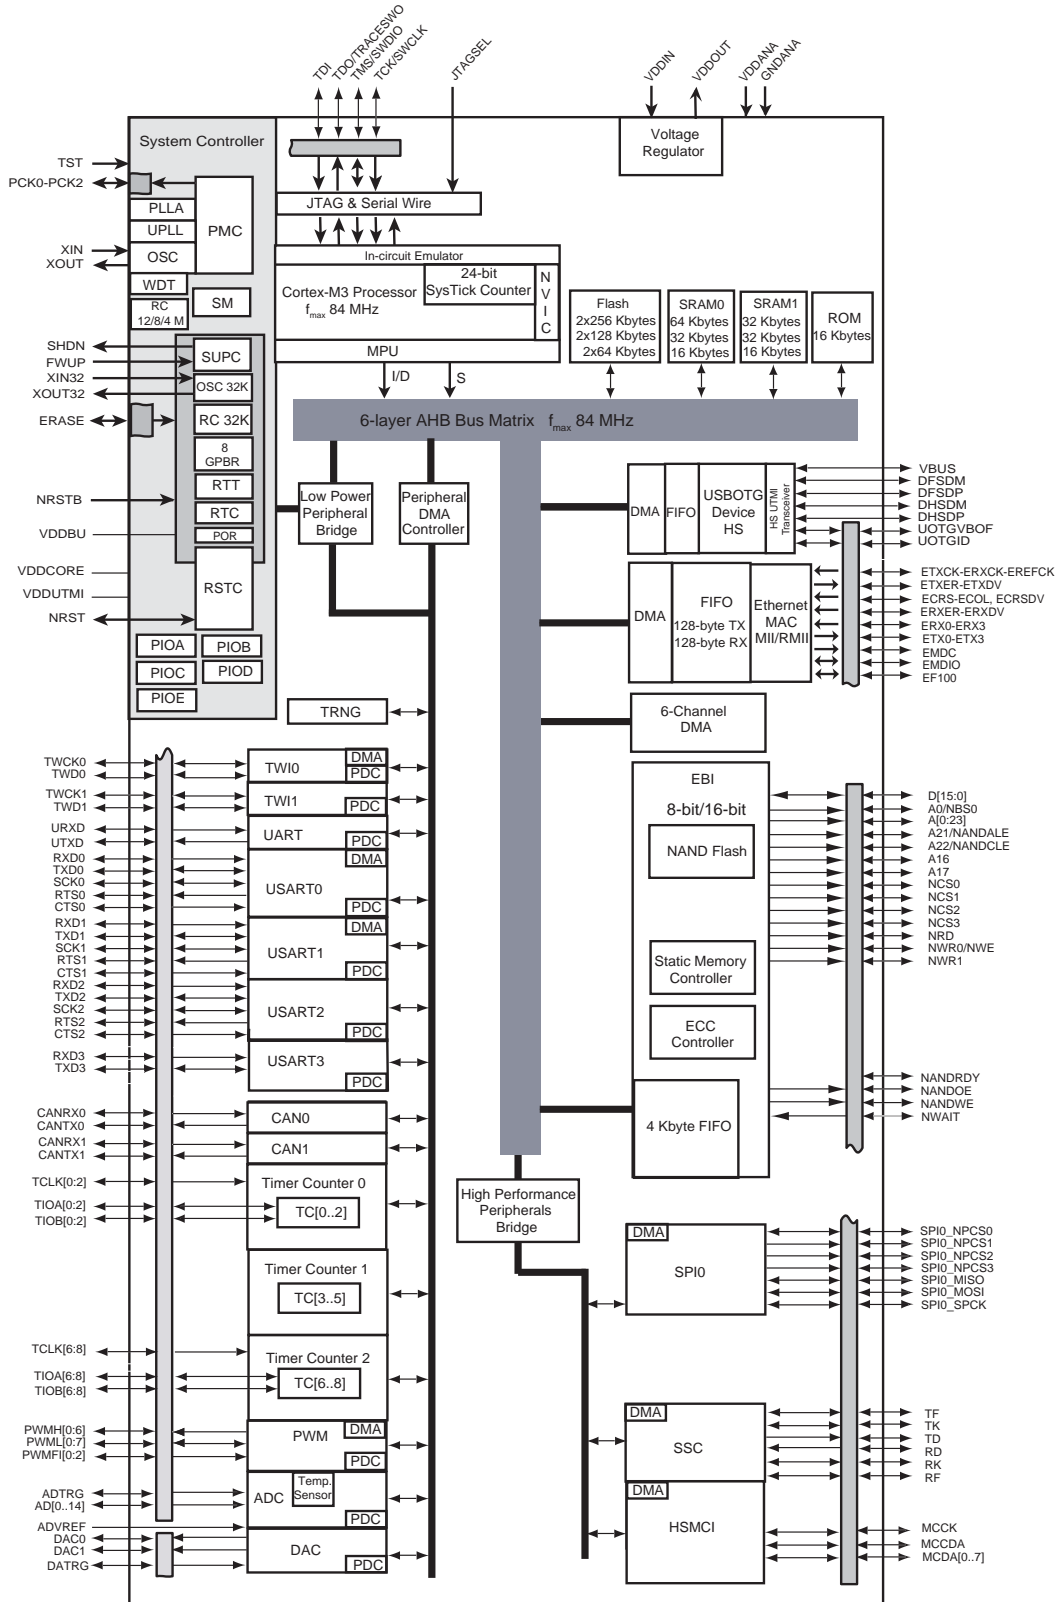 TDI
TDO/TRACESWO
TMS/SWDIO
TCK/SWCLK
JTAGSEL
VDDIN
VDDOUT
VDDANA
GNDANA
System Controller
Voltage
Regulator
TST
PCK0-PCK2
PLLA
UPLL
PMC
JTAG & Serial Wire
XIN
XOUT
OSC
In-circuit Emulator
WDT
RC
12/8/4 M
SM
Cortex-M3 Processor
fmax 84 MHz
24-bit
SysTick Counter
N
V
I
C
MPU
Flash
2x256 Kbytes
2x128 Kbytes
2x64 Kbytes
SRAM0
64 Kbytes
32 Kbytes
16 Kbytes
SRAM1
32 Kbytes
32 Kbytes
16 Kbytes
ROM
16 Kbytes
SHDN
FWUP
SUPC
XIN32
XOUT32
OSC 32K
I/D
S
ERASE
RC 32K
6-layer AHB Bus Matrix fmax 84 MHz
8
GPBR
RTT
NRSTB
RTC
VDDBU
POR
Low Power
Peripheral
Bridge
Peripheral
DMA
Controller
DMA
FIFO
USBOTG
Device
HS
HS UTMI
Transceiver
VBUS
DFSDM
DFSDP
DHSDM
DHSDP
UOTGVBOF
UOTGID
VDDCORE
VDDUTMI
RSTC
NRST
DMA
FIFO
128-byte TX
128-byte RX
Ethernet
MAC
MII/RMII
ETXCK-ERXCK-EREFCK
ETXER-ETXDV
ECRS-ECOL, ECRSDV
ERXER-ERXDV
ERX0-ERX3
ETX0-ETX3
EMDC
EMDIO
EF100
PIOA
PIOB
PIOC
PIOD
PIOE
TRNG
6-Channel
DMA
TWCK0
TWD0
TWI0
DMA
PDC
TWCK1
TWD1
TWI1
PDC
URXD
UTXD
UART
PDC
RXD0
TXD0
SCK0
RTS0
CTS0
USART0
DMA
PDC
RXD1
TXD1
SCK1
RTS1
CTS1
USART1
DMA
PDC
RXD2
TXD2
SCK2
RTS2
CTS2
USART2
PDC
RXD3
TXD3
USART3
PDC
EBI
8-bit/16-bit
NAND Flash
Static Memory
Controller
ECC
Controller
4 Kbyte FIFO
D[15:0]
A0/NBS0
A[0:23]
A21/NANDALE
A22/NANDCLE
A16
A17
NCS0
NCS1
NCS2
NCS3
NRD
NWR0/NWE
NWR1
NANDRDY
NANDOE
NANDWE
NWAIT
CANRX0
CANTX0
CAN0
CANRX1
CANTX1
CAN1
TCLK[0:2]
TIOA[0:2]
TIOB[0:2]
Timer Counter 0
TC[0..2]
High Performance
Peripherals
Bridge
Timer Counter 1
TC[3..5]
DMA
SPI0
SPI0_NPCS0
SPI0_NPCS1
SPI0_NPCS2
SPI0_NPCS3
SPI0_MISO
SPI0_MOSI
SPI0_SPCK
TCLK[6:8]
TIOA[6:8]
TIOB[6:8]
Timer Counter 2
TC[6..8]
PWMH[0:6]
PWML[0:7]
PWMFI[0:2]
PWM
DMA
PDC
DMA
SSC
TF
TK
TD
RD
RK
RF
ADTRG
AD[0..14]
ADC
Temp.
Sensor
PDC
ADVREF
DAC0
DAC1
DATRG
DAC
PDC
DMA
HSMCI
MCCK
MCCDA
MCDA[0..7]